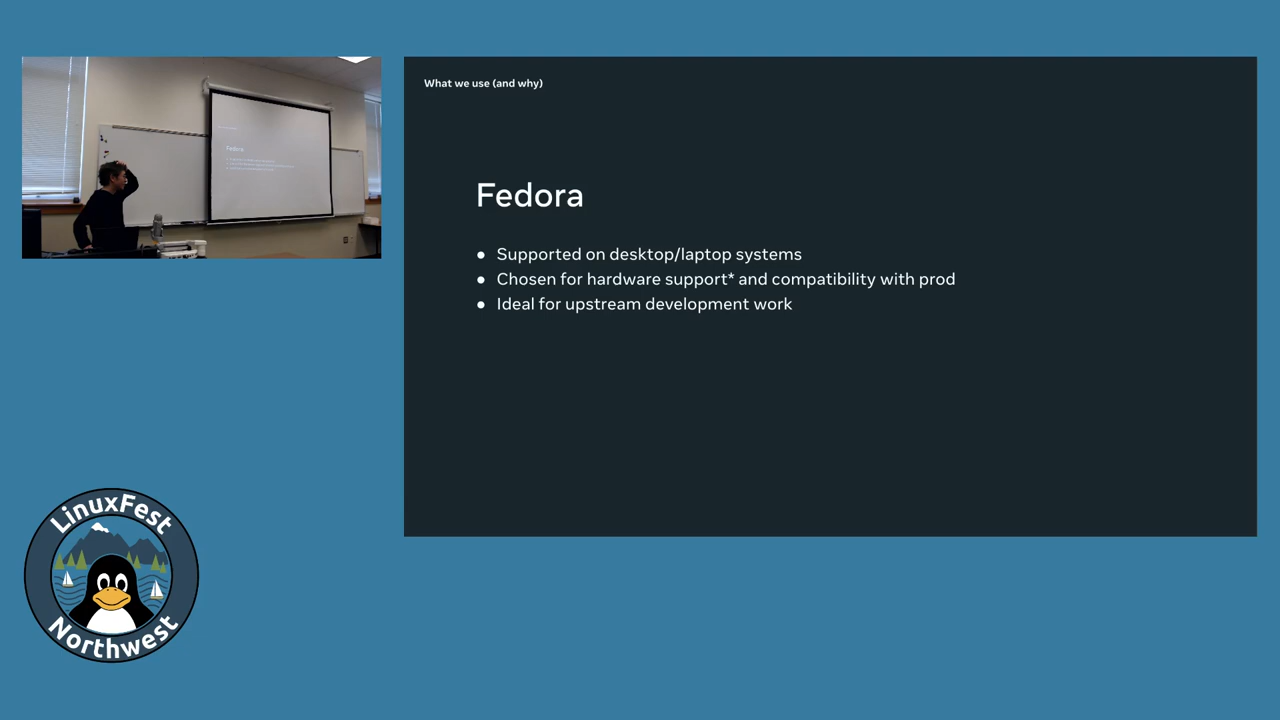 What we use (and why)
Fedora
● Supported on desktop/laptop systems
● Chosen for hardware support* and compatibility with prod
● Ideal for upstream development work
Fedora
LinuxFest
Northwest